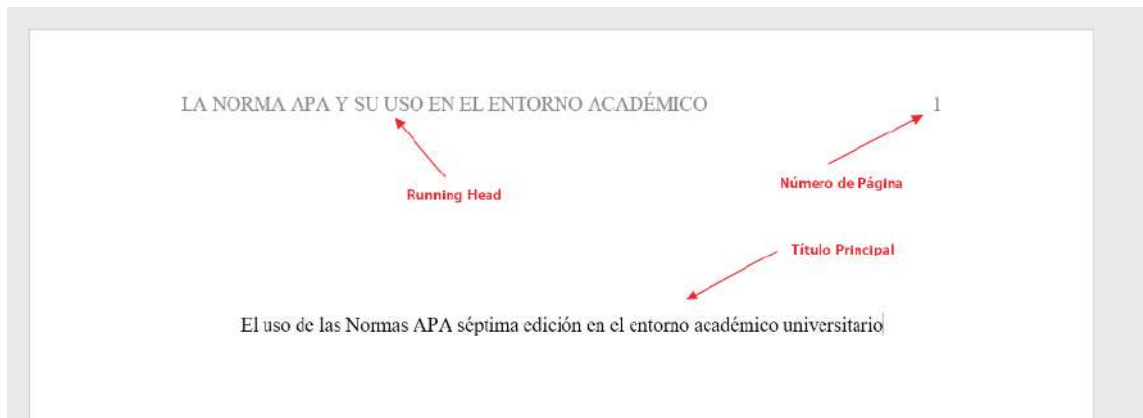 LA NORMA APA Y SU USO EN EL ENTORNO ACADÉMICO 1
Running Head
Número de Página
Título Principal
El uso de las Normas APA séptima edición en el entorno académico universitario